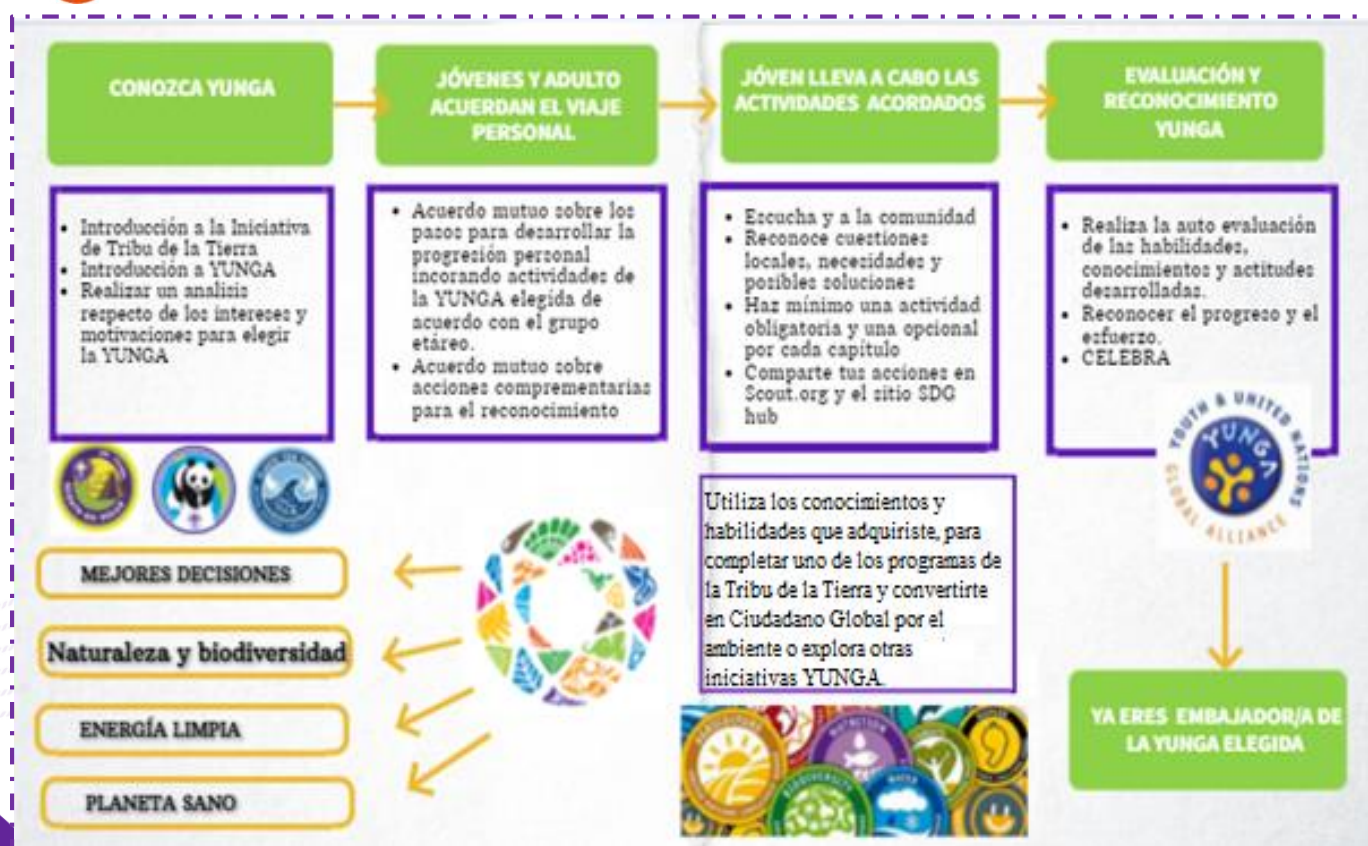 CONOZCA YUNGA
JÓVENES Y ADULTO
ACUERDAN EL VIAJE
PERSONAL
JÓVEN LLEVA A CABO LAS
ACTIVIDADES ACORDADOS
EVALUACIÓN Y
RECONOCIMIENTO
YUNGA
• Introducción a la Iniciativa
de Tribu de la Tierra
• Introducción a YUNGA
• Realizar un analisis
respecto de los intereses y
motivaciones para elegir
la YUNGA
• Acuerdo mutuo sobre los
pasos para desarrollar la
progresión personal
incorando actividades de
la YUNGA elegida de
acuerdo con el grupo
etáreo.
• Acuerdo mutuo sobre
acciones comprementarias
para el reconocimiento
• Escucha y a la comunidad
• Reconoce cuestiones
locales, necesidades y
posibles soluciones
• Haz mínimo una actividad
obligatoria y una opcional
por cada capítulo
• Comparte tus acciones en
Scout.org y el sitio SDG
hub
• Realiza la auto evaluación
de las habilidades,
conocimientos y actitudes
desarrolladas.
• Reconocer el progreso y el
esfuerzo.
• CELEBRA
YOUTH & UNITED NATIONS
YUNGA
GLOBAL ALLIANCE
MEJORES DECISIONES
Naturaleza y biodiversidad
ENERGÍA LIMPIA
PLANETA SANO
Utiliza los conocimientos y
habilidades que adquiriste, para
completar uno de los programas de
la Tribu de la Tierra y convertirte
en Ciudadano Global por el
ambiente o explora otras
iniciativas YUNGA.
NUTRITION
BIODIVERSITY
WATER
YA ERES EMBAJADOR/A DE
LA YUNGA ELEGIDA